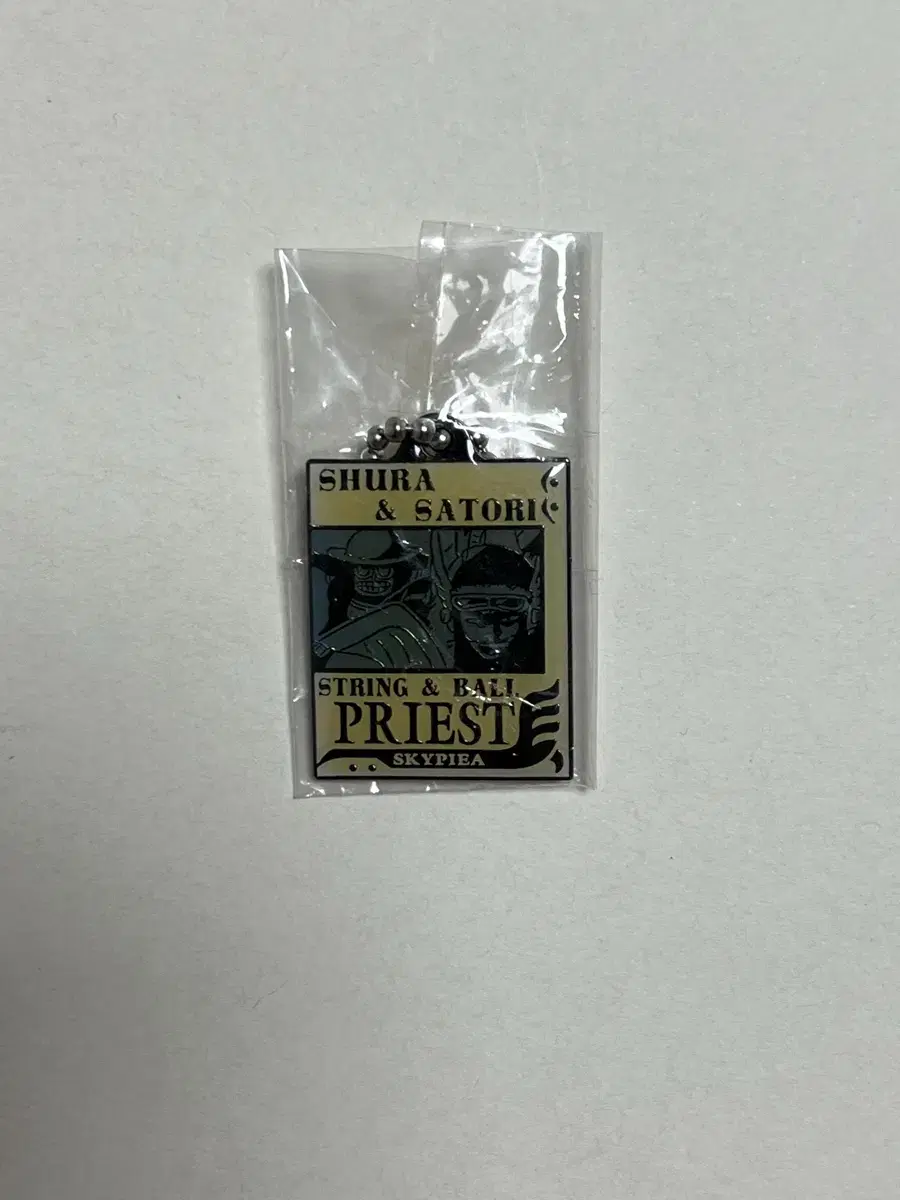 SHURA
& SATORI
STRING & BALL
PRIEST
SKYPIEA